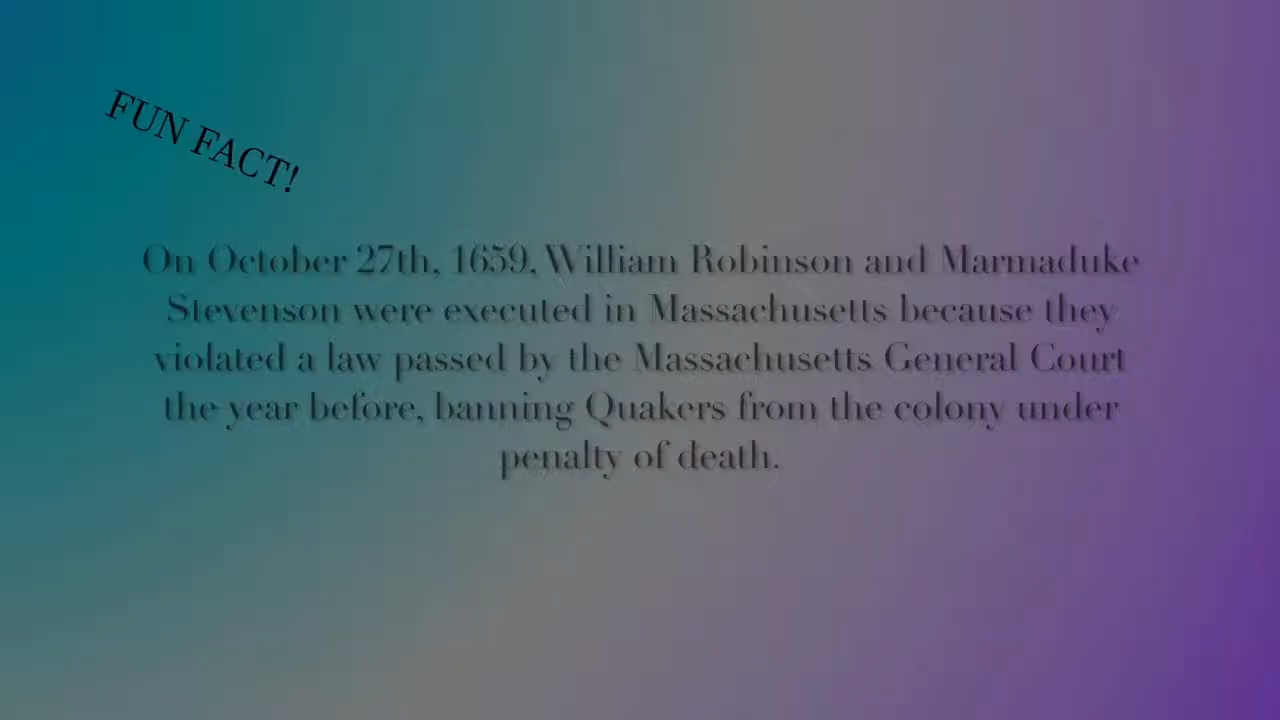 FUN FACT!
On October 27th, 1659, William Robinson and Marmaduke
Stevenson were executed in Massachusetts because they
violated a law passed by the Massachusetts General Court
the year before, banning Quakers from the colony under
penalty of death.